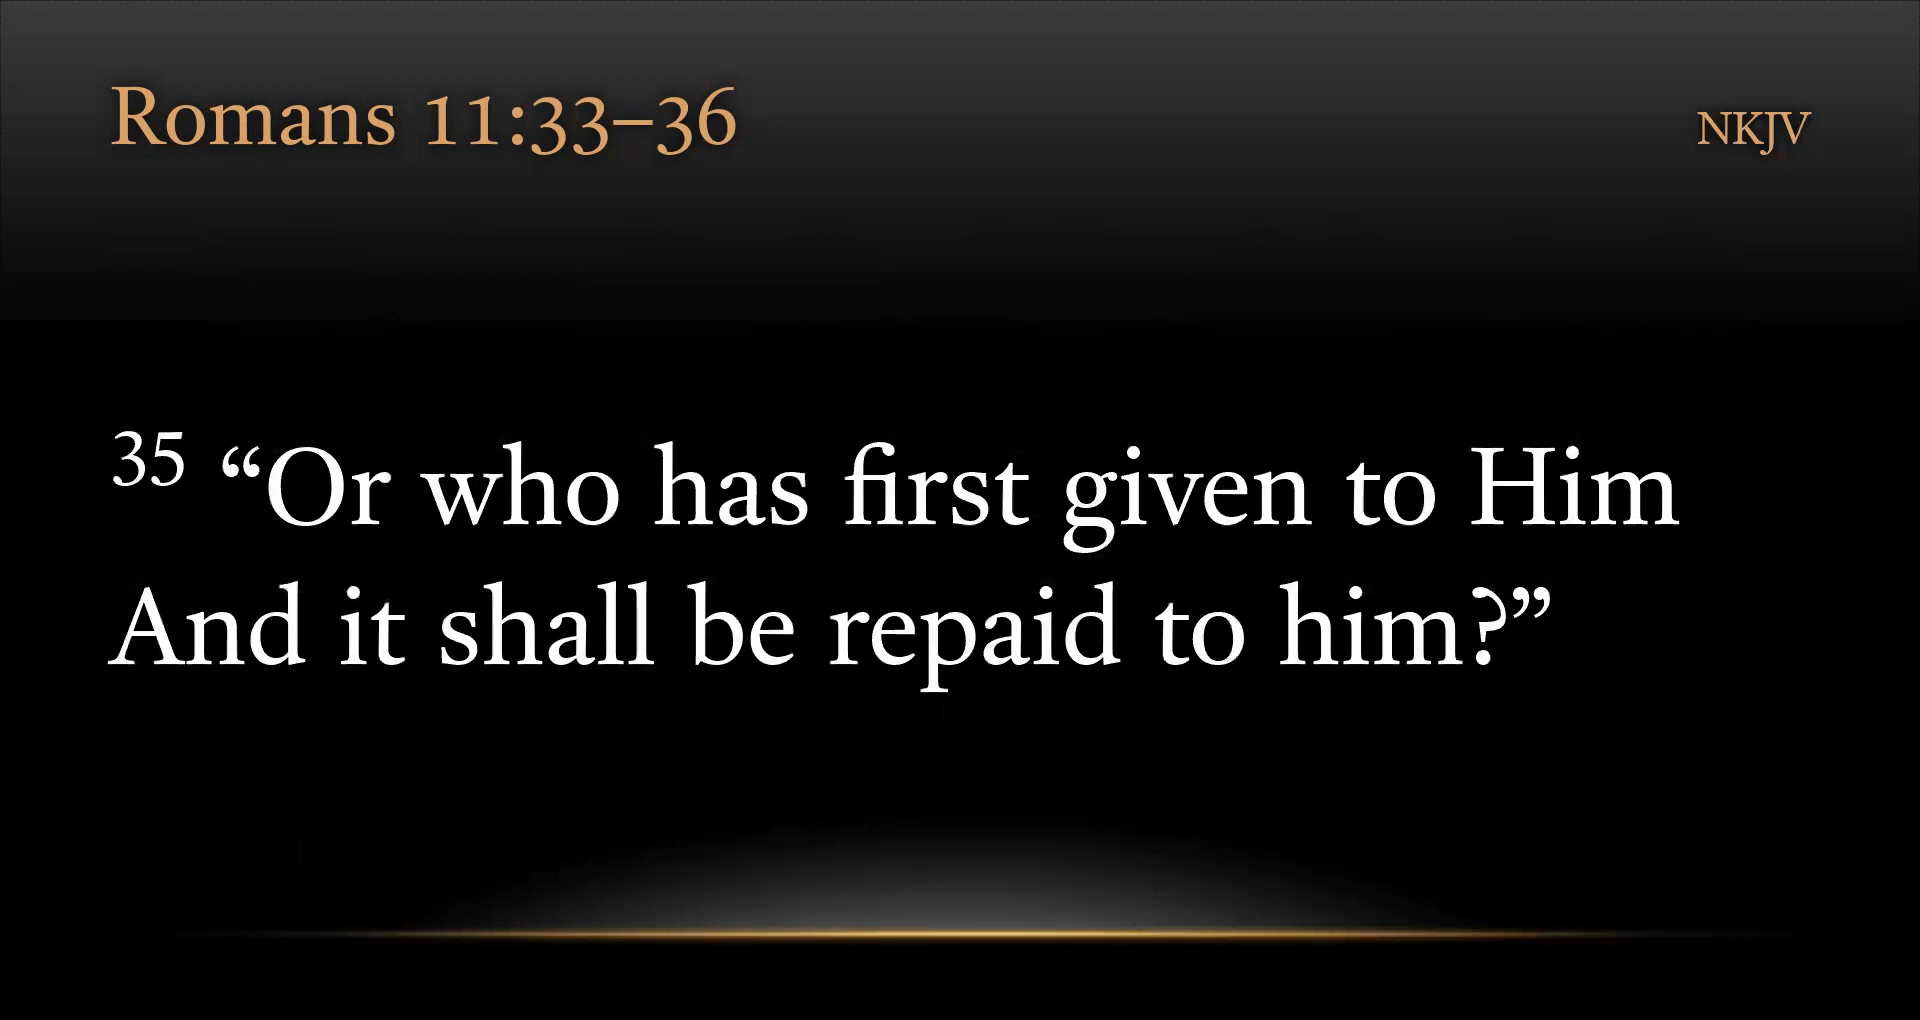 Romans 11:33–36
NKJV
35 “Or who has first given to Him
And it shall be repaid to him?”